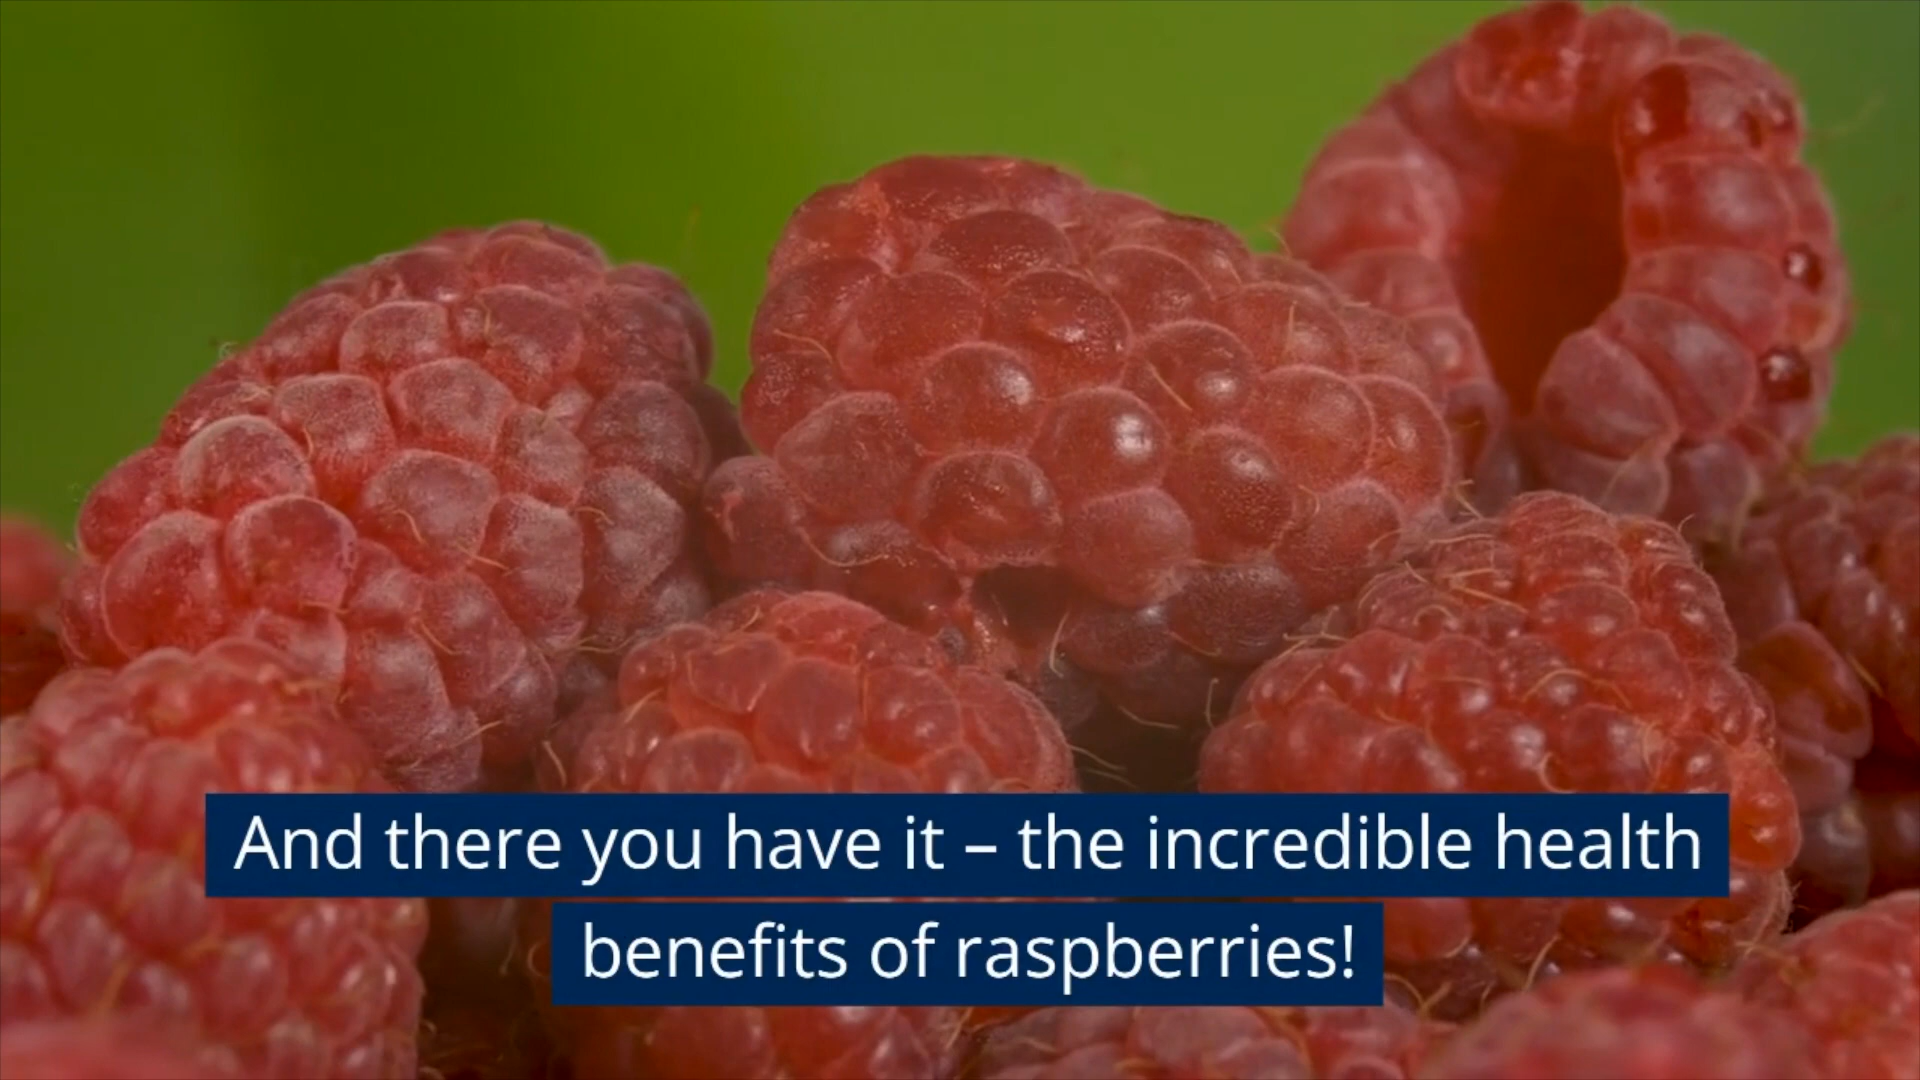 And there you have it – the incredible health
benefits of raspberries!